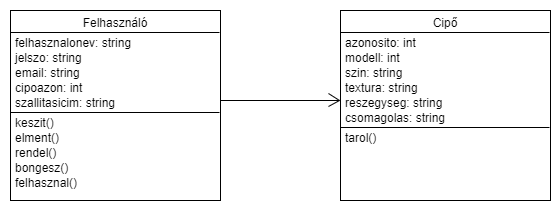 Felhasználó
felhasznalonev: string
jelszo: string
email: string
cipoazon: int
szallitasicim: string
keszit()
elment()
rendel()
bongesz()
felhasznal()
Cipő
azonosito: int
modell: int
szin: string
textura: string
reszegyseg: string
csomagolas: string
tarol()